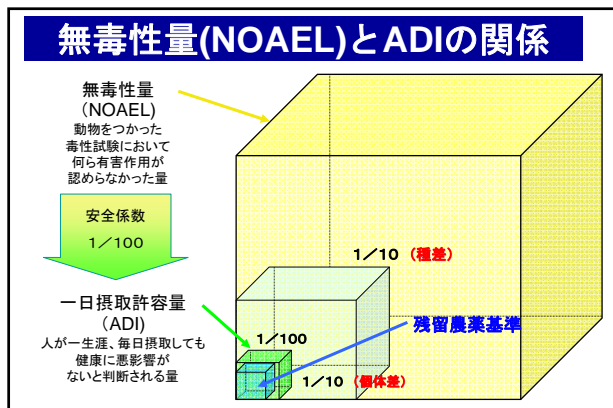 無毒性量(NOAEL)とADIの関係
無毒性量
（NOAEL）
動物をつかった
毒性試験において
何ら有害作用が
認めらなかった量
安全係数
1／100
一日摂取許容量
（ADI）
人が一生涯、毎日摂取しても
健康に悪影響が
ないと判断される量
1／10（種差）
1／100
残留農薬基準
1／10（個体差）